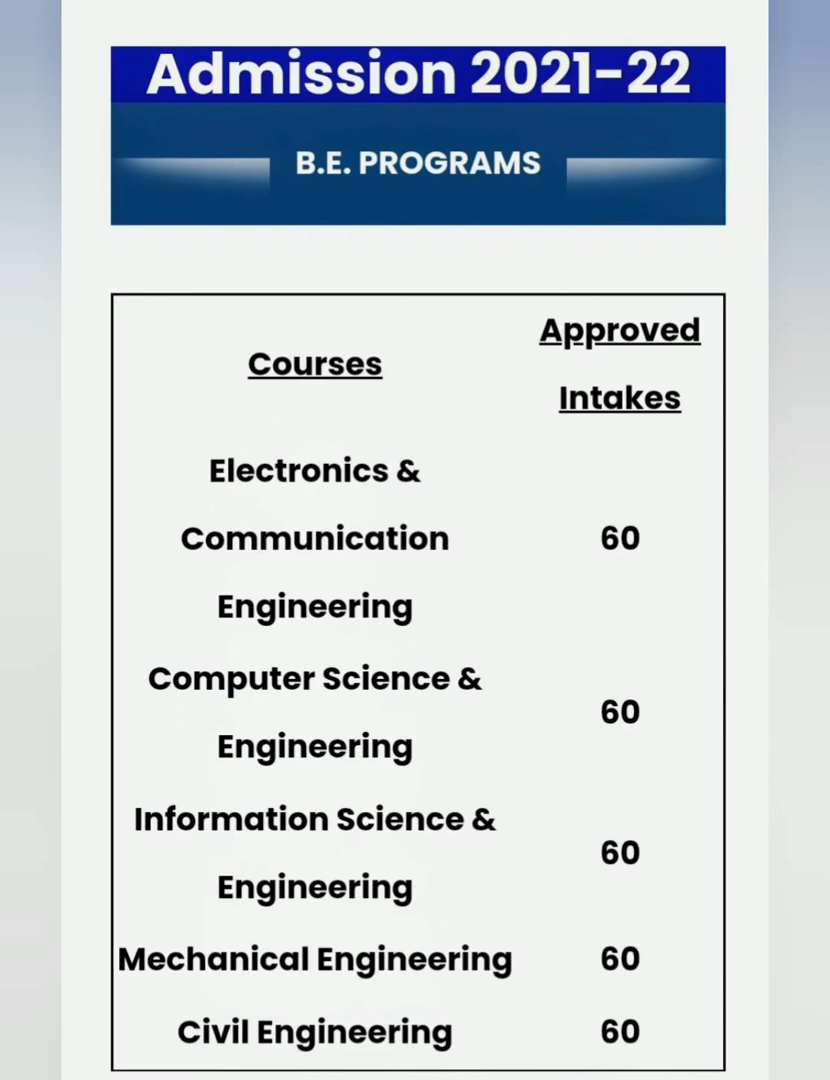 Admission 2021-22
B.E. PROGRAMS
Courses
Approved
Intakes
Electronics &
Communication
Engineering
60
Computer Science &
Engineering
60
Information Science &
Engineering
60
Mechanical Engineering 60
Civil Engineering 60